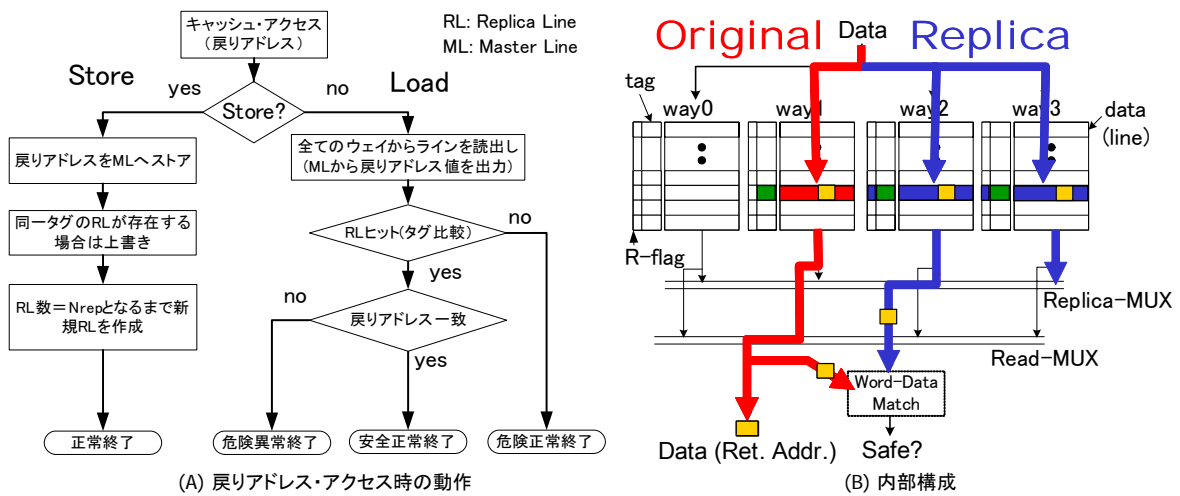 キャッシュ・アクセス
(戻りアドレス)
RL: Replica Line
ML: Master Line
Store
Load
yes
no
Store?
戻りアドレスをMLへストア
同一タグのRLが存在する
場合は上書き
RL数=Nrepとなるまで新
規RLを作成
正常終了
全てのウェイからラインを読出し
(MLから戻りアドレス値を出力)
RLヒット(タグ比較)
no
yes
no
戻りアドレス一致
yes
危険異常終了
安全正常終了
危険正常終了
(A) 戻りアドレス・アクセス時の動作
Original
Data
Replica
tag
way0
way1
way2
way3
data
(line)
R-flag
Replica-MUX
Read-MUX
Word-Data
Match
Data (Ret. Addr.)
Safe?
(B) 内部構成